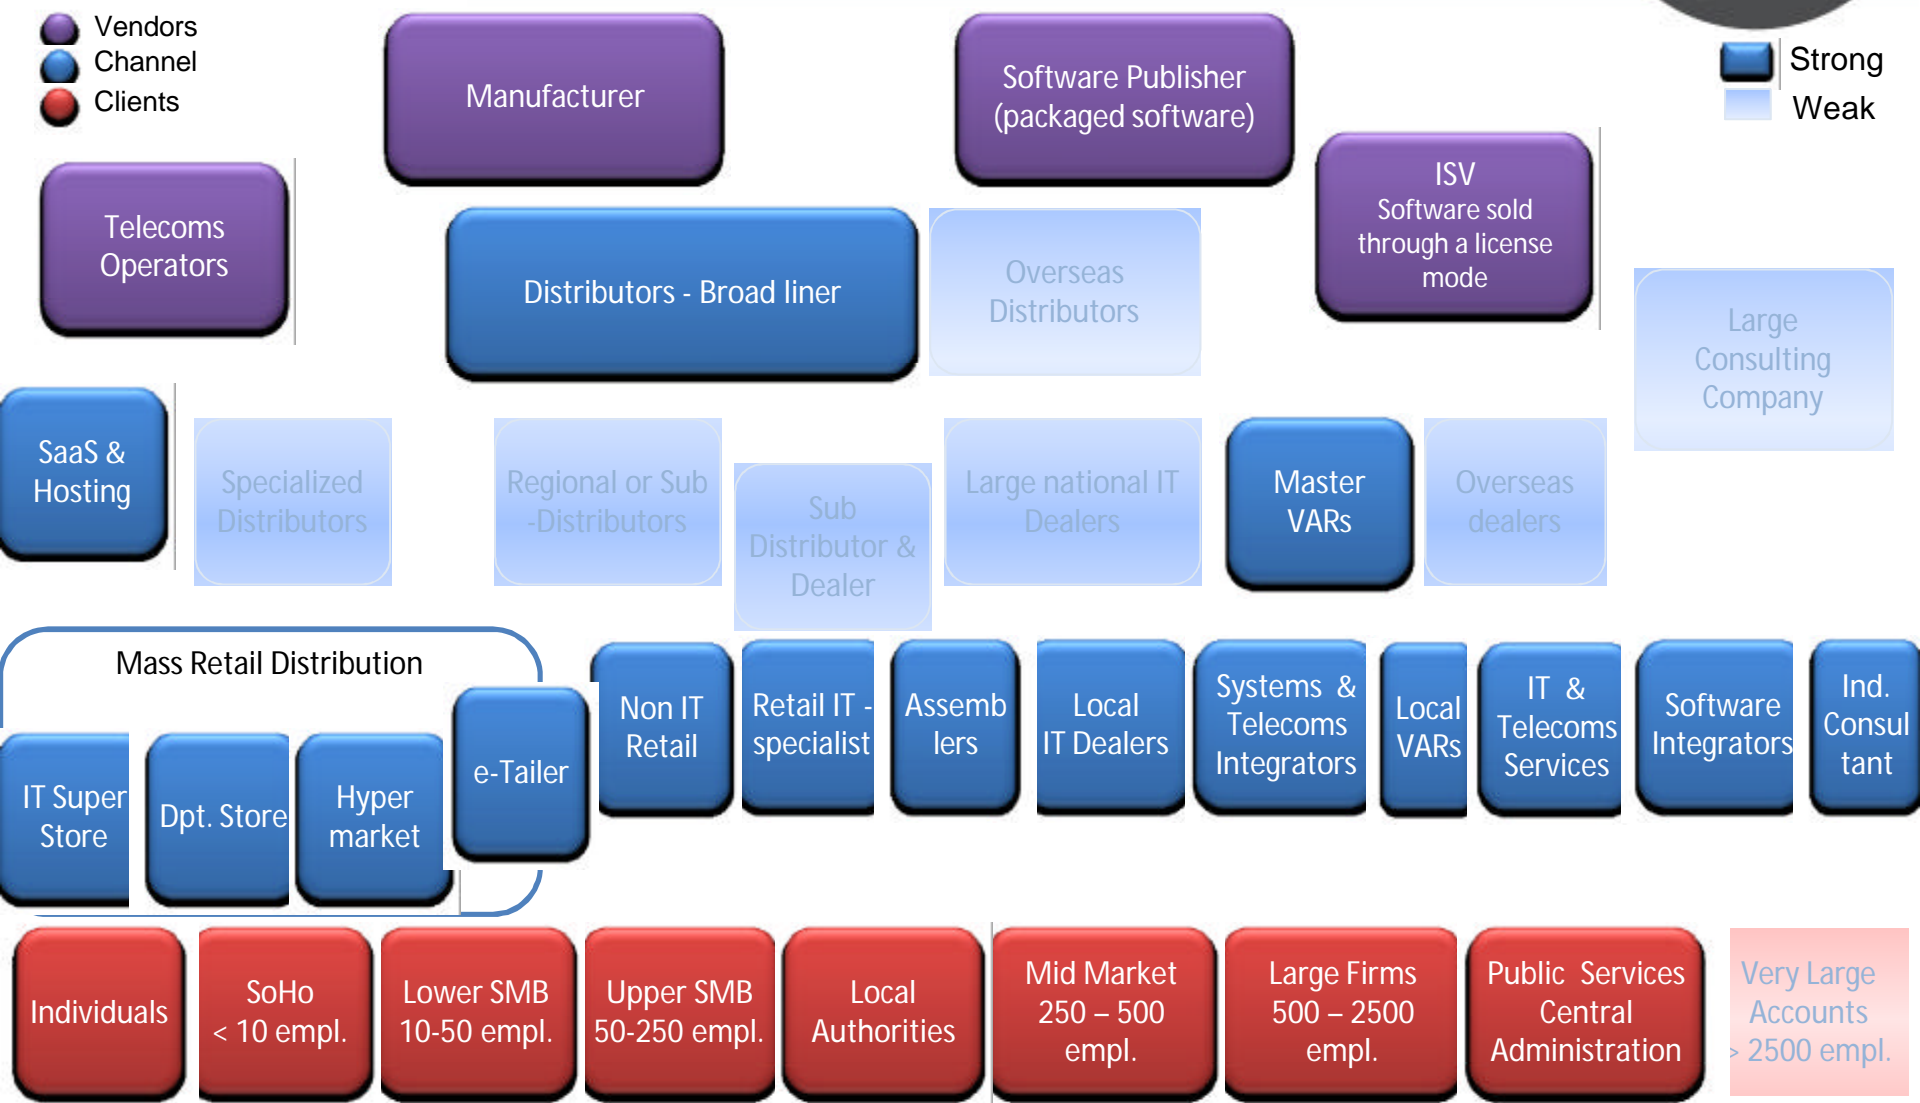 Vendors
Channel
Clients
Strong
Weak
Manufacturer
Software Publisher
(packaged software)
ISV
Software sold
through a license
mode
Telecoms
Operators
Distributors - Broad liner
Overseas
Distributors
Large
Consulting
Company
SaaS &
Hosting
Specialized
Distributors
Regional or Sub
-Distributors
Sub
Distributor &
Dealer
Large national IT
Dealers
Master
VARs
Overseas
dealers
Mass Retail Distribution
IT Super
Store
Dpt. Store
Hyper
market
e-Tailer
Non IT
Retail
Retail IT -
specialist
Assemb
lers
Local
IT Dealers
Systems &
Telecoms
Integrators
Local
VARs
IT &
Telecoms
Services
Software
Integrators
Ind.
Consul
tant
Individuals
SoHo
< 10 empl.
Lower SMB
10-50 empl.
Upper SMB
50-250 empl.
Local
Authorities
Mid Market
250 – 500
empl.
Large Firms
500 – 2500
empl.
Public Services
Central
Administration
Very Large
Accounts
> 2500 empl.